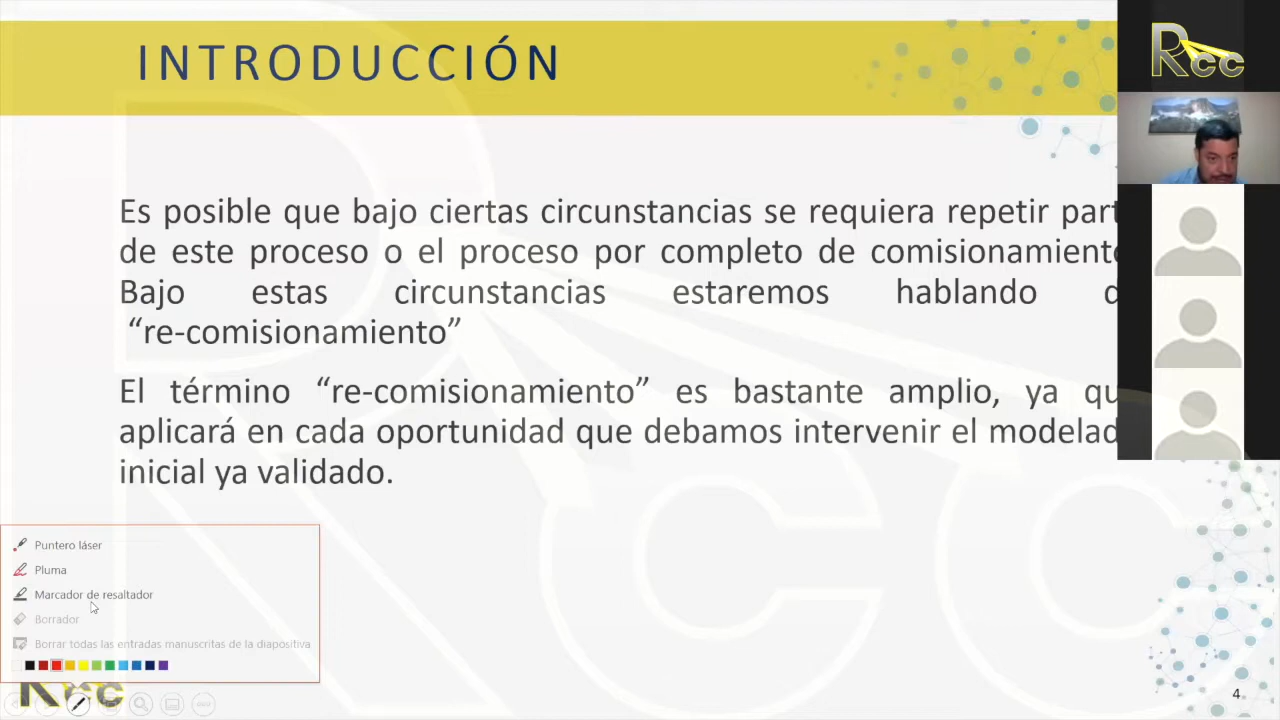 INTRODUCCIÓN
Rcc
Es posible que bajo ciertas circunstancias se requiera repetir part
de este proceso o el proceso por completo de comisionamiento
Bajo estas circunstancias estaremos hablando d
“re-comisionamiento”
El término “re-comisionamiento” es bastante amplio, ya qu
aplicará en cada oportunidad que debamos intervenir el modelad
inicial ya validado.
Puntero láser
Pluma
Marcador de resaltador
Borrador
Borrar todas las entradas manuscritas de la diapositiva
Rcc
4